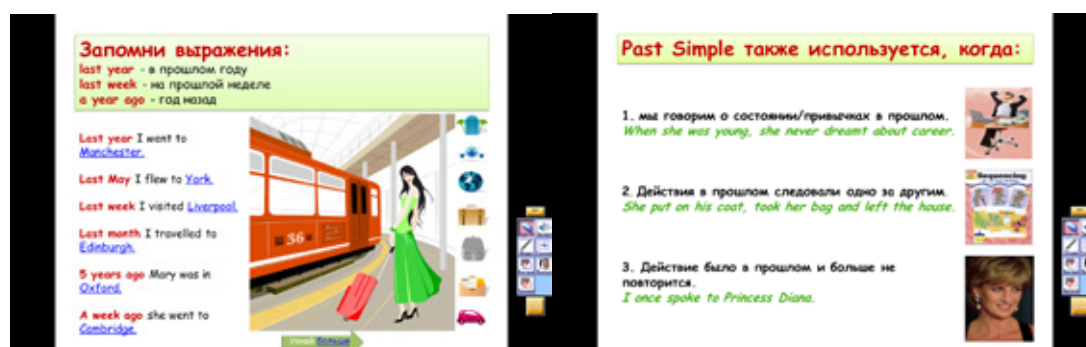 Запомни выражения:
last year - в прошлом году
last week - на прошлой неделе
a year ago - год назад
Last year I went to
Manchester.
Last May I flew to York.
Last week I visited Liverpool.
Last month I travelled to
Edinburgh.
5 years ago Mary was in
Oxford.
A week ago she went to
Cambridge.
36
Узнай больше
Past Simple также используется, когда:
1. мы говорим о состоянии/привычках в прошлом.
When she was young, she never dreamt about career.
2. Действия в прошлом следовали одно за другим.
She put on his coat, took her bag and left the house.
Sequencing
3. Действие было в прошлом и больше не
повторится.
I once spoke to Princess Diana.